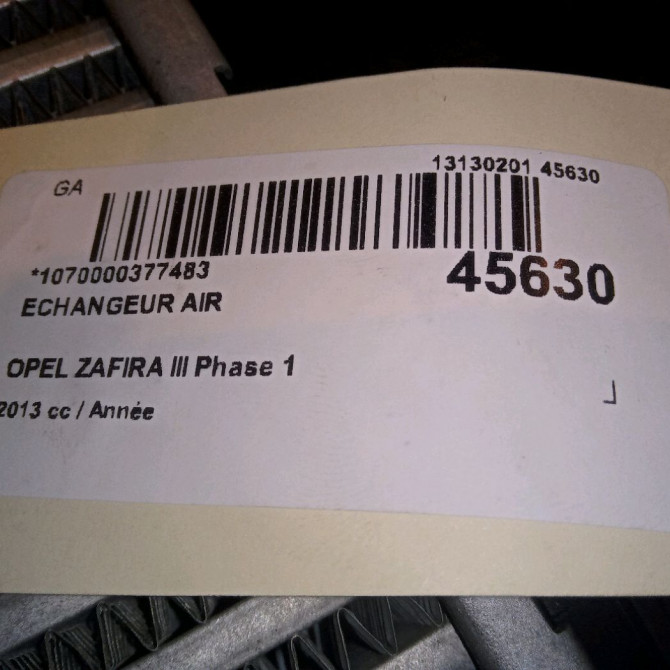 GA
13130201 45630
*1070000377483
45630
ECHANGEUR AIR
OPEL ZAFIRA III Phase 1
2013 cc / Année